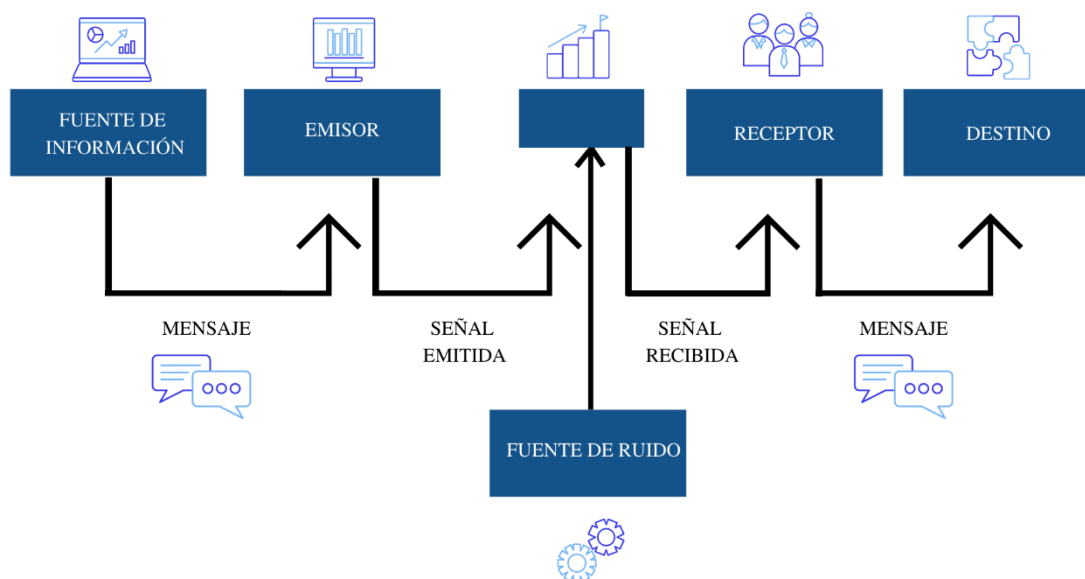 FUENTE DE
INFORMACIÓN
EMISOR
RECEPTOR
DESTINO
MENSAJE
SEÑAL
EMITIDA
SEÑAL
RECIBIDA
MENSAJE
FUENTE DE RUIDO